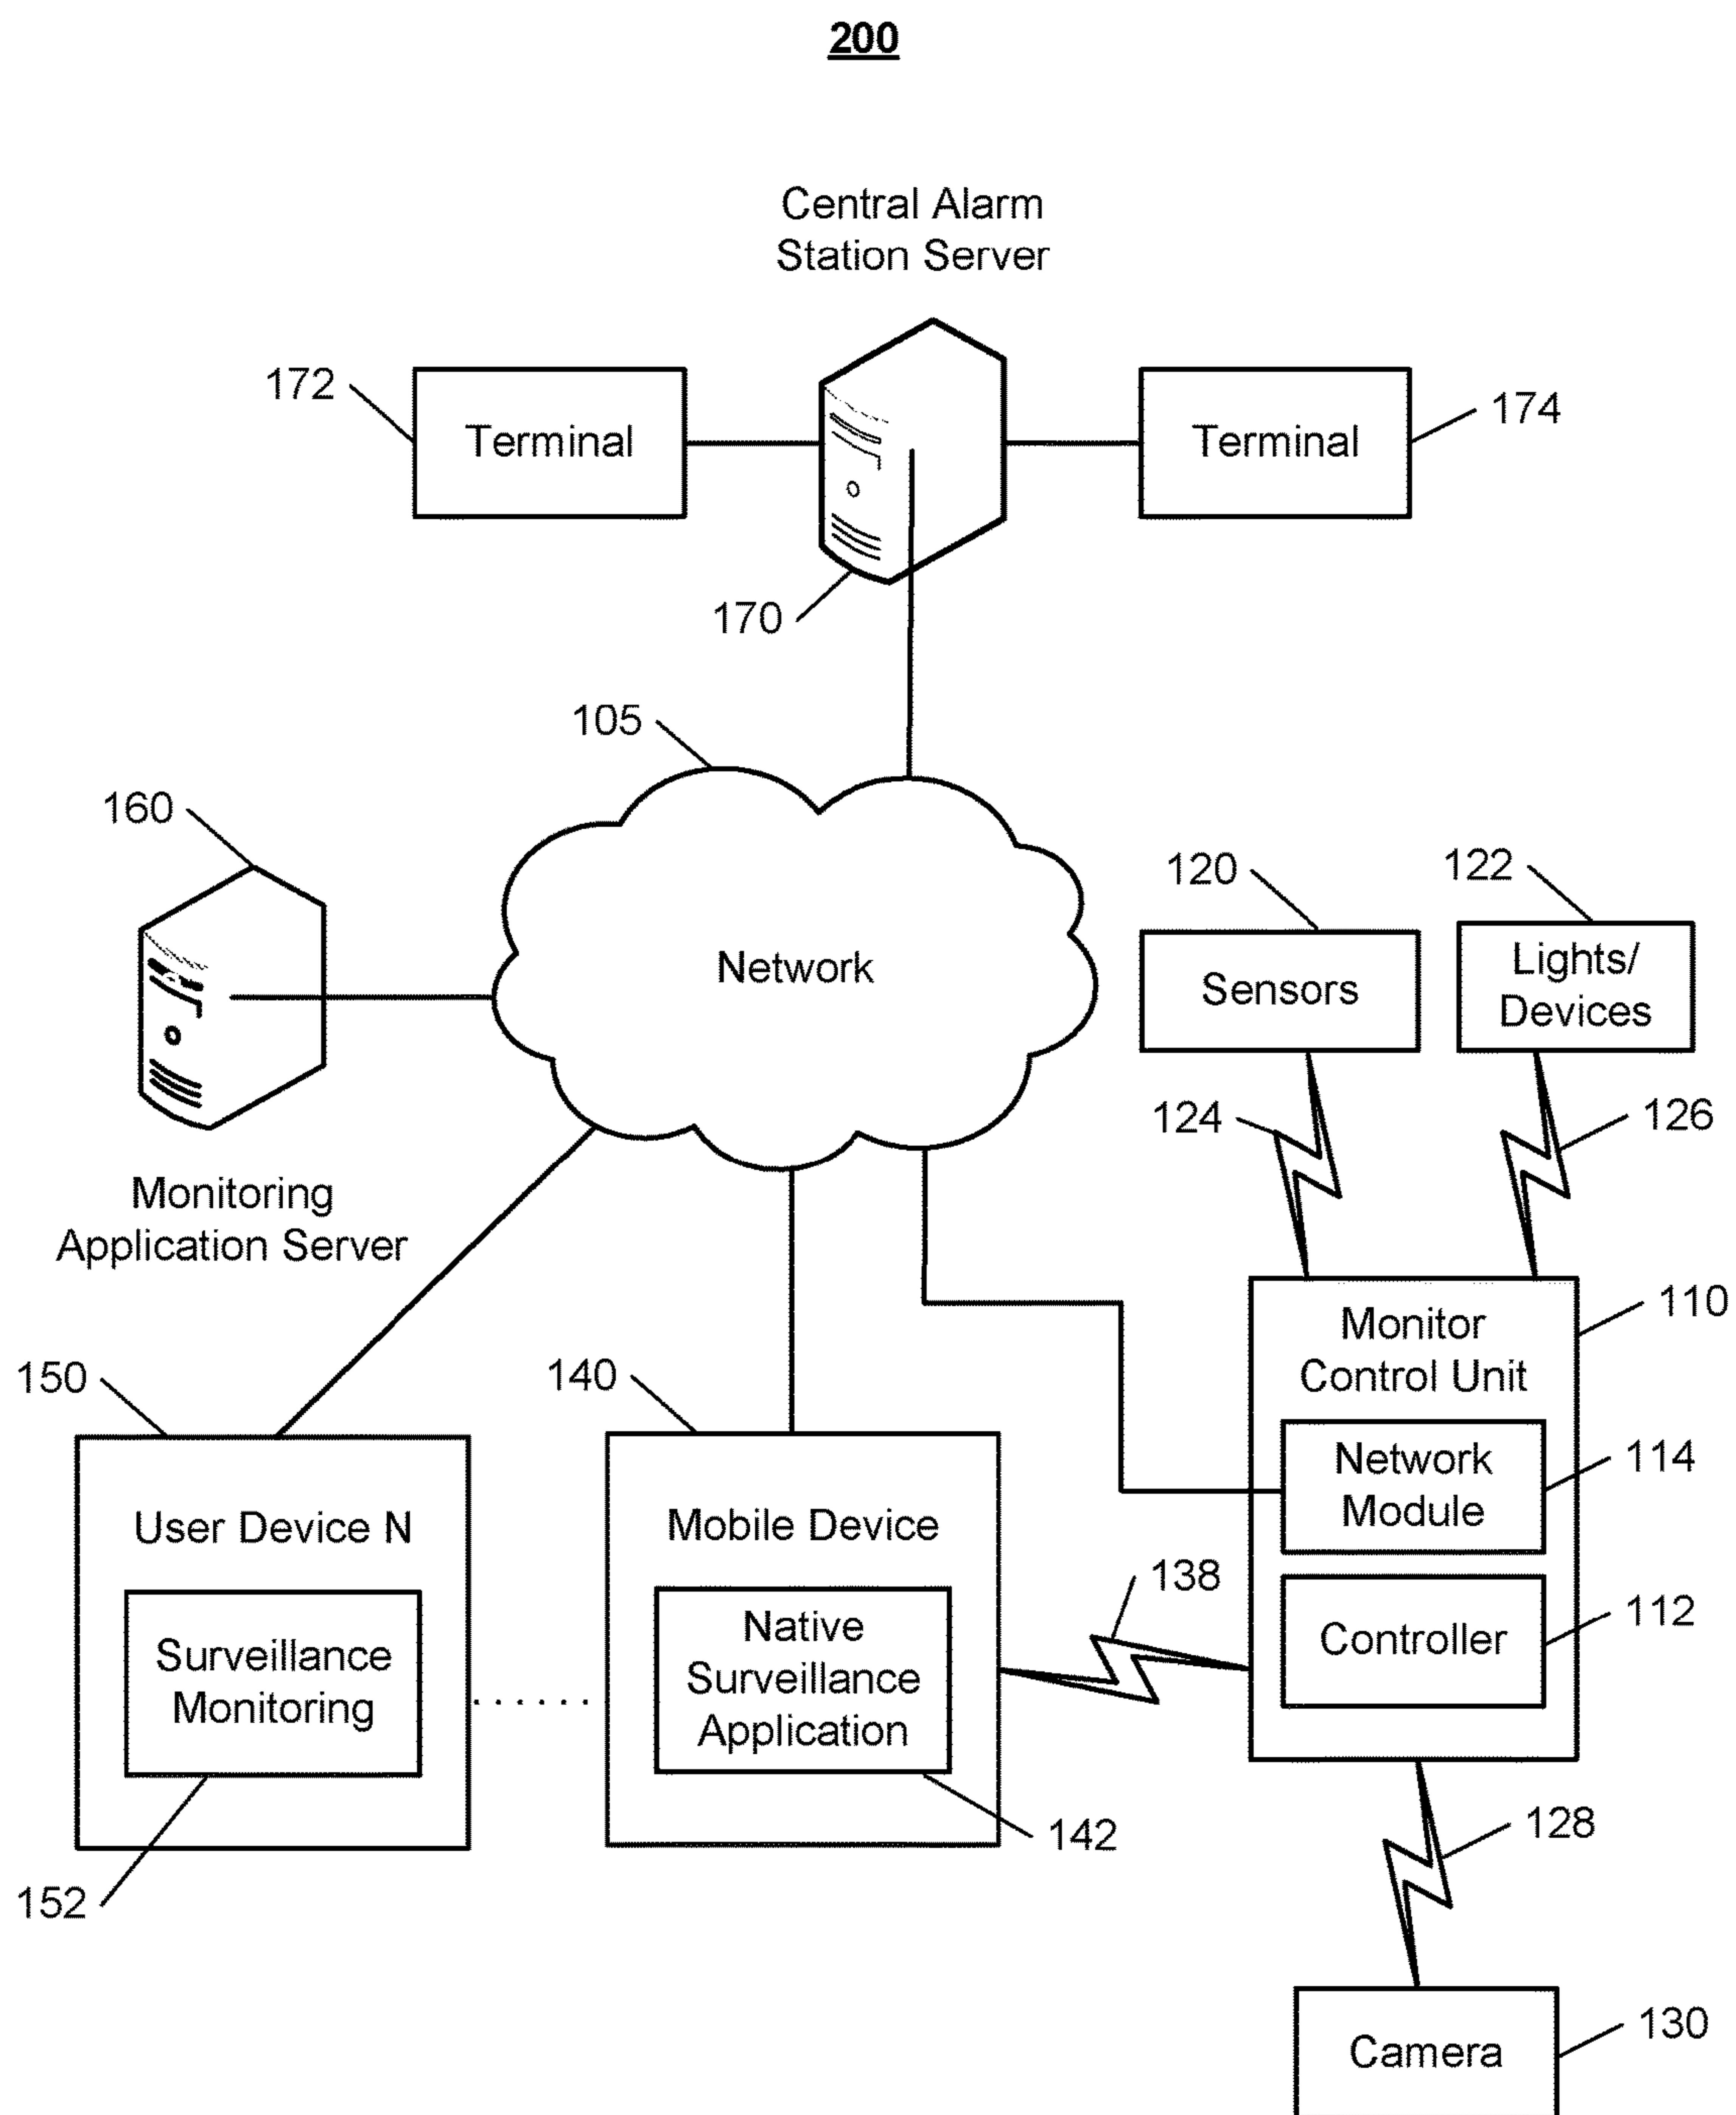 200
Central Alarm
Station Server
172
Terminal
Terminal
174
170
105
160
Network
120
122
Sensors
Lights/
Devices
124
126
Monitoring
Application Server
110
Monitor
Control Unit
150
140
Network
Module
114
User Device N
Mobile Device
138
Controller
112
Surveillance
Monitoring
......
Native
Surveillance
Application
142
128
152
Camera
130